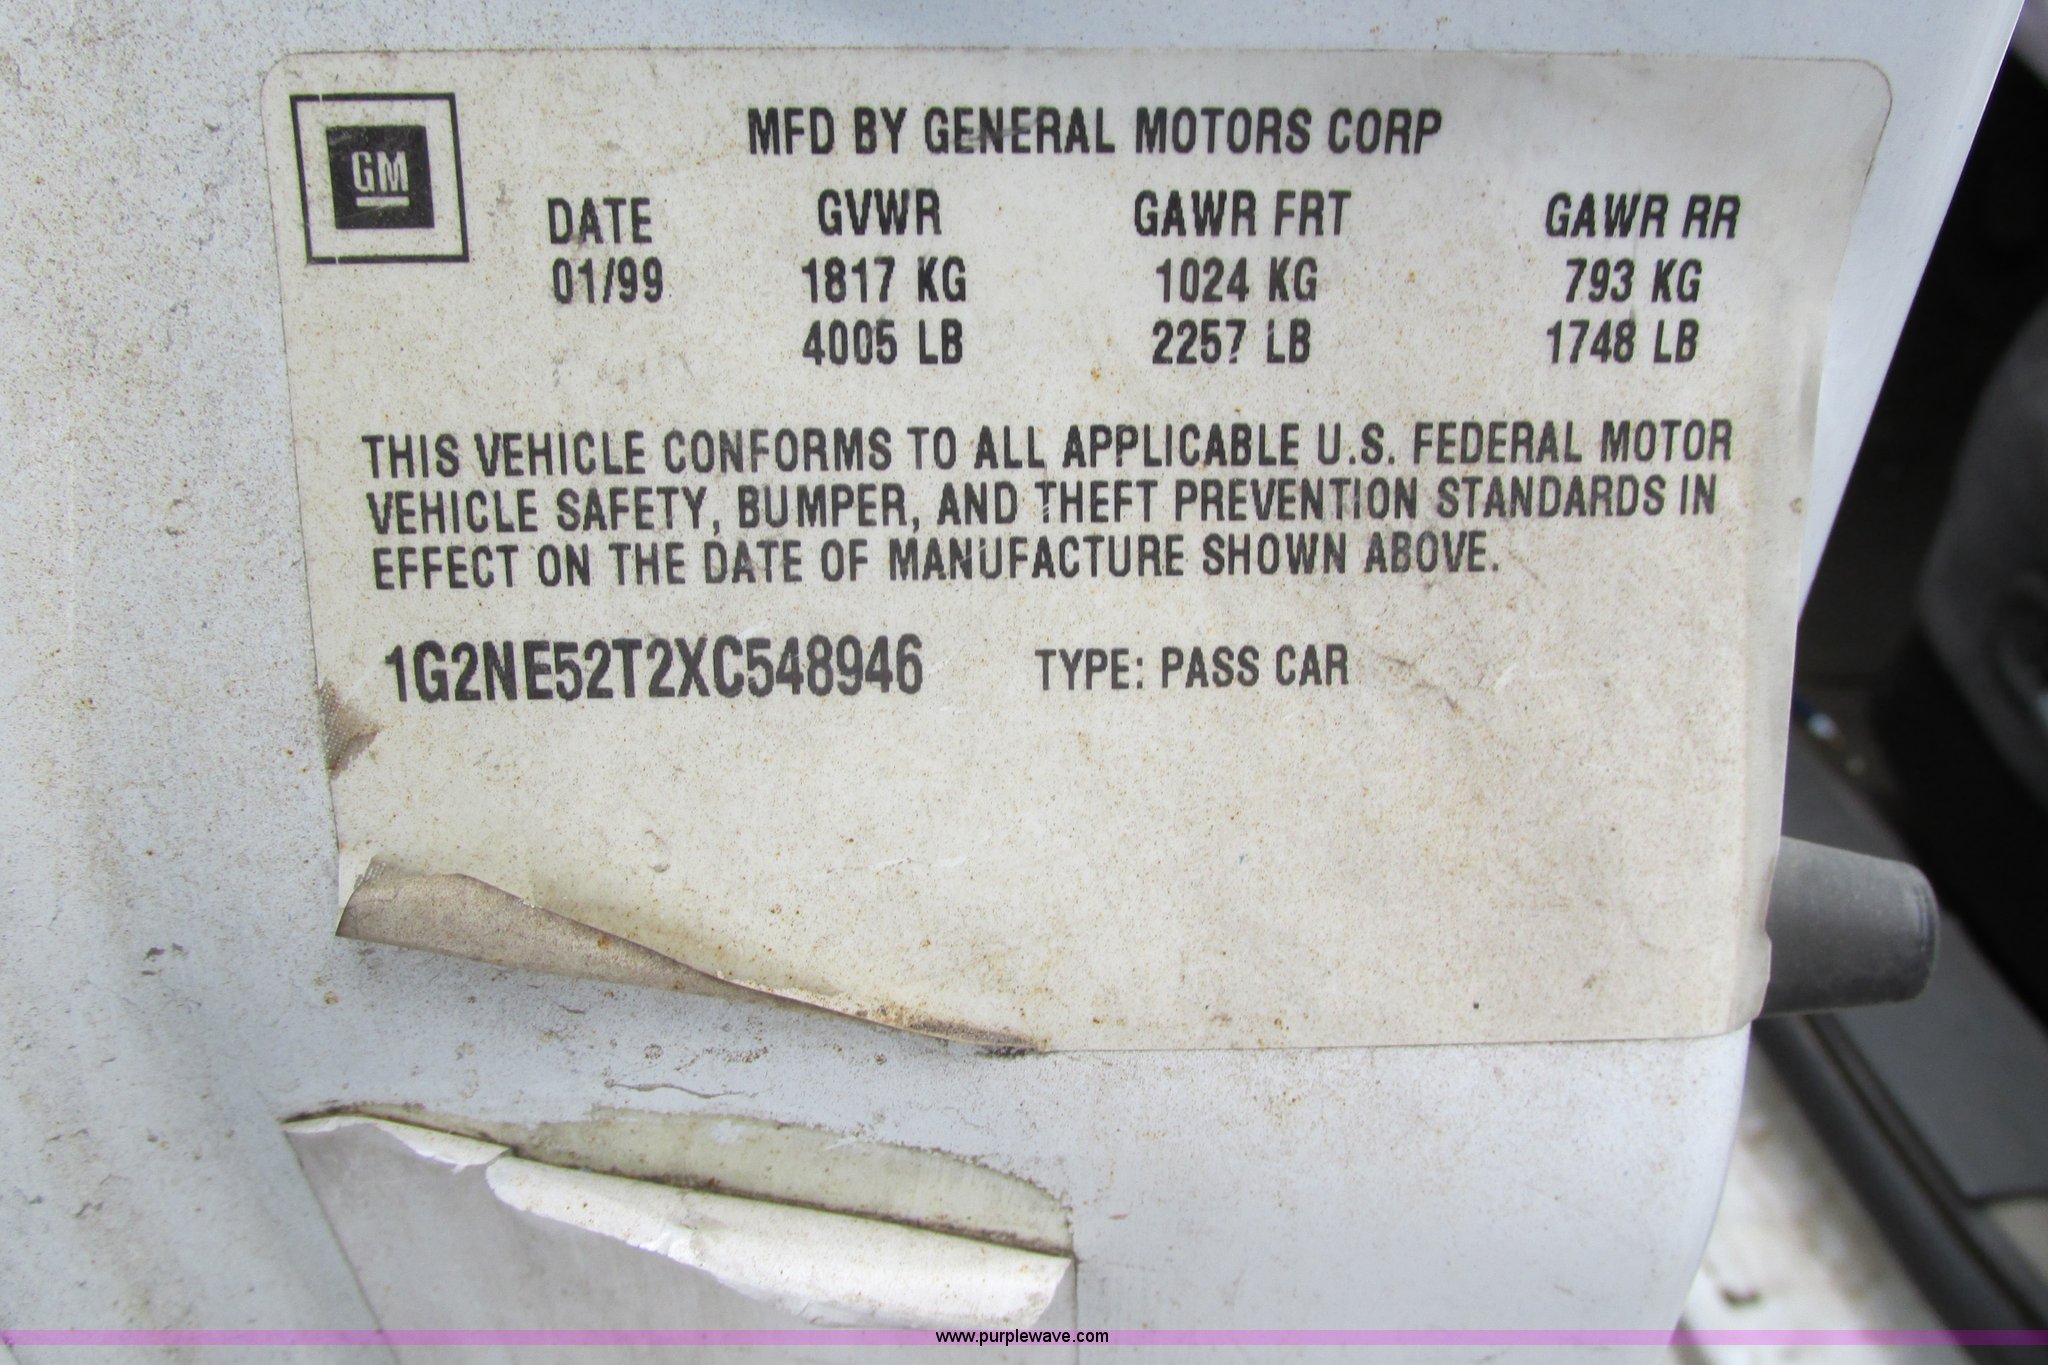 GM
MFD BY GENERAL MOTORS CORP
DATE GVWR GAWR FRT GAWR RR
01/99 1817 KG 1024 KG 793 KG
4005 LB 2257 LB 1748 LB
THIS VEHICLE CONFORMS TO ALL APPLICABLE U.S. FEDERAL MOTOR
VEHICLE SAFETY, BUMPER, AND THEFT PREVENTION STANDARDS IN
EFFECT ON THE DATE OF MANUFACTURE SHOWN ABOVE.
1G2NE52T2XC548946 TYPE: PASS CAR
www.purplewave.com